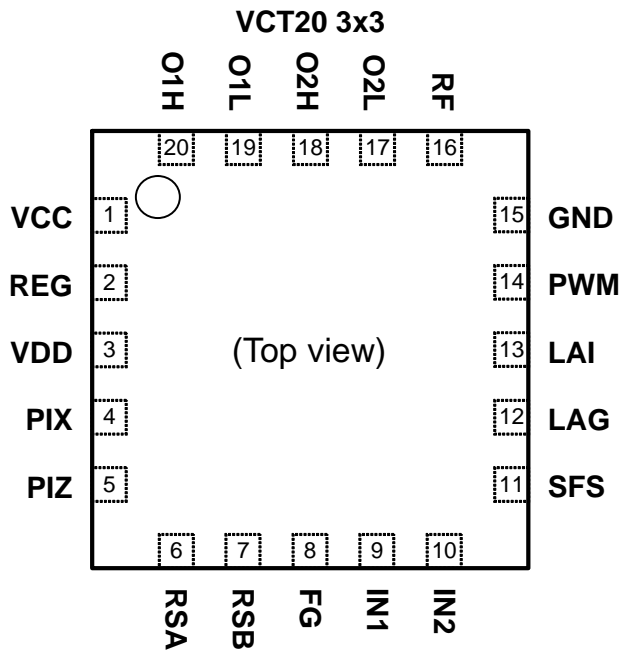 VCT20 3x3
O1H O1L O2H O2L RF
20 19 18 17 16
VCC 1 15 GND
REG 2 14 PWM
VDD 3 (Top view) 13 LAI
PIX 4 12 LAG
PIZ 5 11 SFS
6 7 8 9 10
RSA RSB FG IN1 IN2